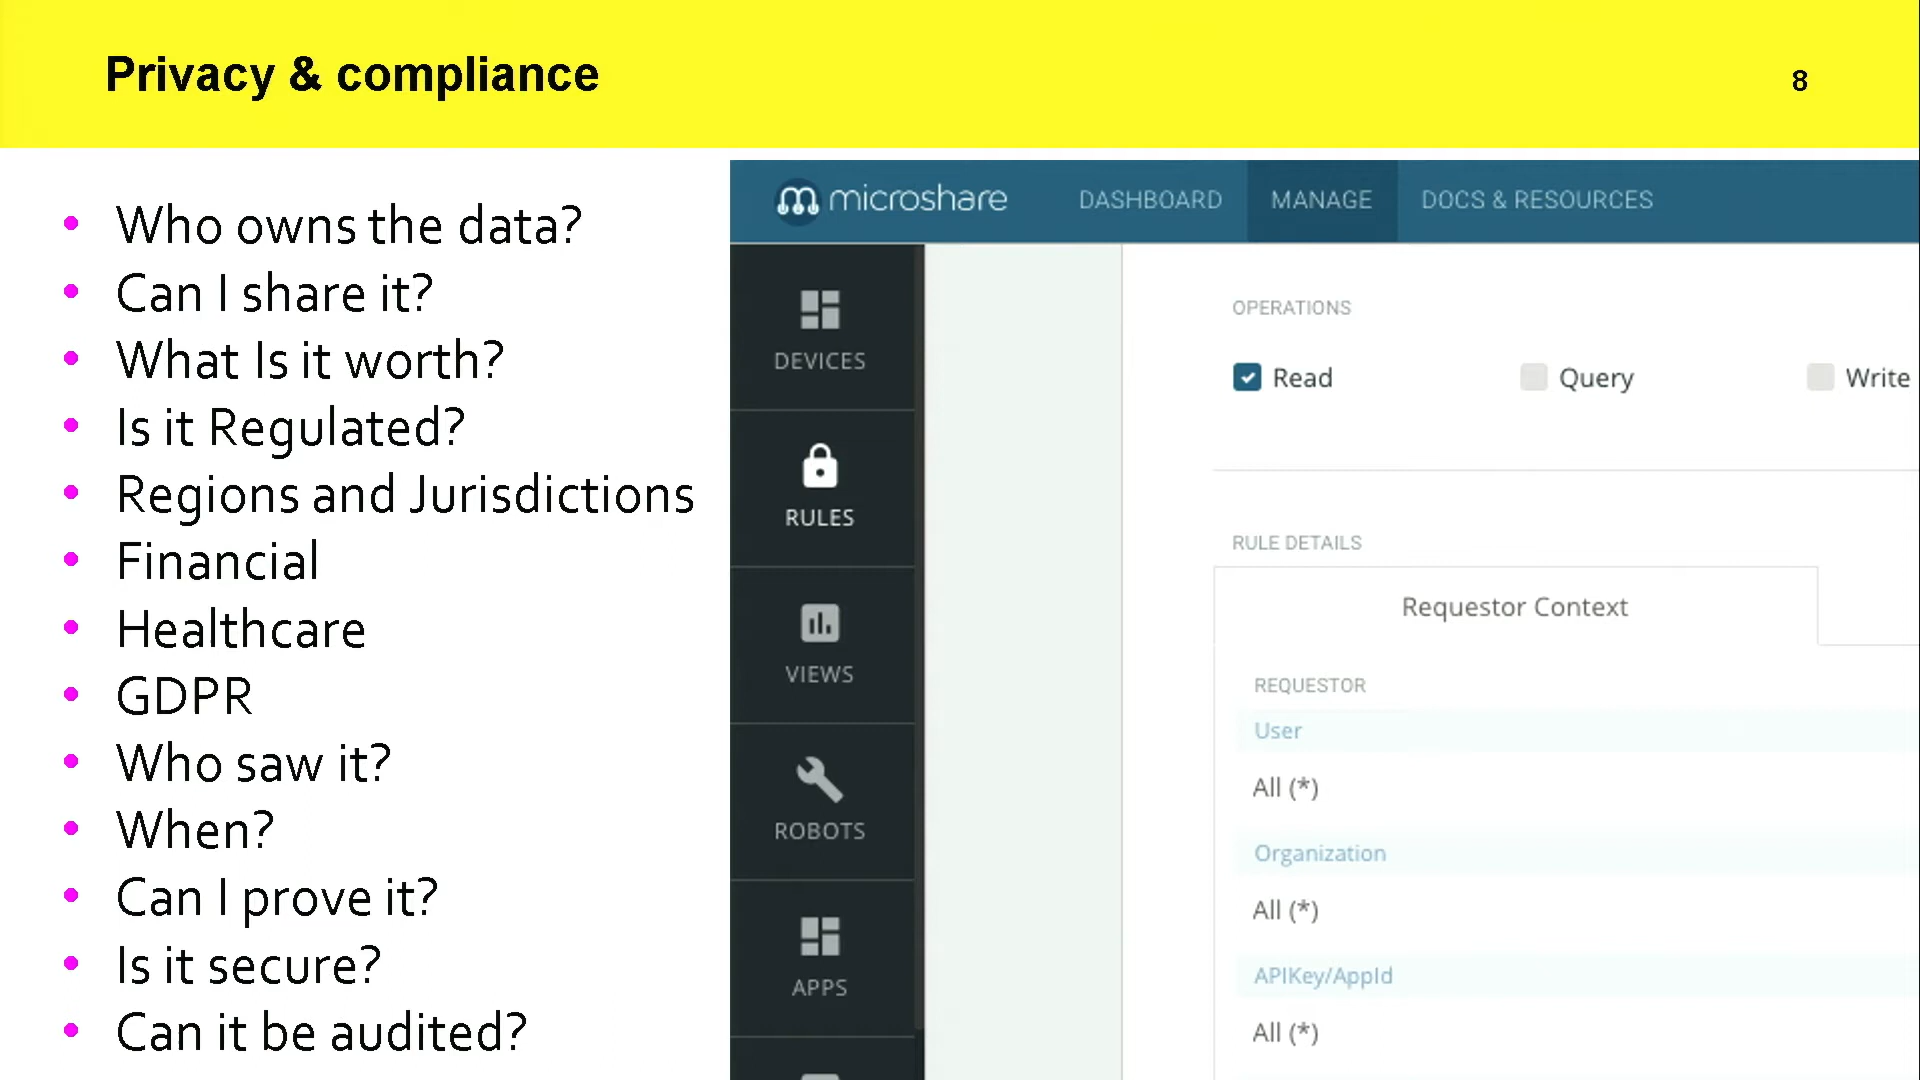 Privacy & compliance
8
• Who owns the data?
• Can I share it?
• What Is it worth?
• Is it Regulated?
• Regions and Jurisdictions
• Financial
• Healthcare
• GDPR
• Who saw it?
• When?
• Can I prove it?
• Is it secure?
• Can it be audited?
microshare DASHBOARD MANAGE DOCS & RESOURCES
DEVICES
RULES
VIEWS
ROBOTS
APPS
OPERATIONS
Read Query Write
RULE DETAILS
Requestor Context
REQUESTOR
User
All (*)
Organization
All (*)
APIKey/AppId
All (*)